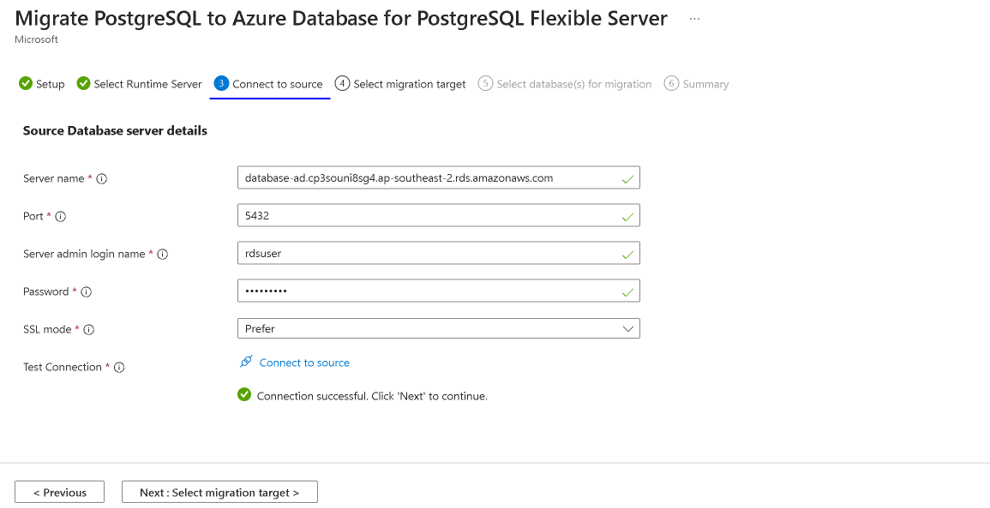 Migrate PostgreSQL to Azure Database for PostgreSQL Flexible Server ...
Microsoft
Setup Select Runtime Server 3 Connect to source 4 Select migration target 5 Select database(s) for migration 6 Summary
Source Database server details
Server name * database-ad.cp3souni8sg4.ap-southeast-2.rds.amazonaws.com
Port * 5432
Server admin login name * rdsuser
Password * •••••••••
SSL mode * Prefer
Test Connection * Connect to source
Connection successful. Click 'Next' to continue.
< Previous Next : Select migration target >